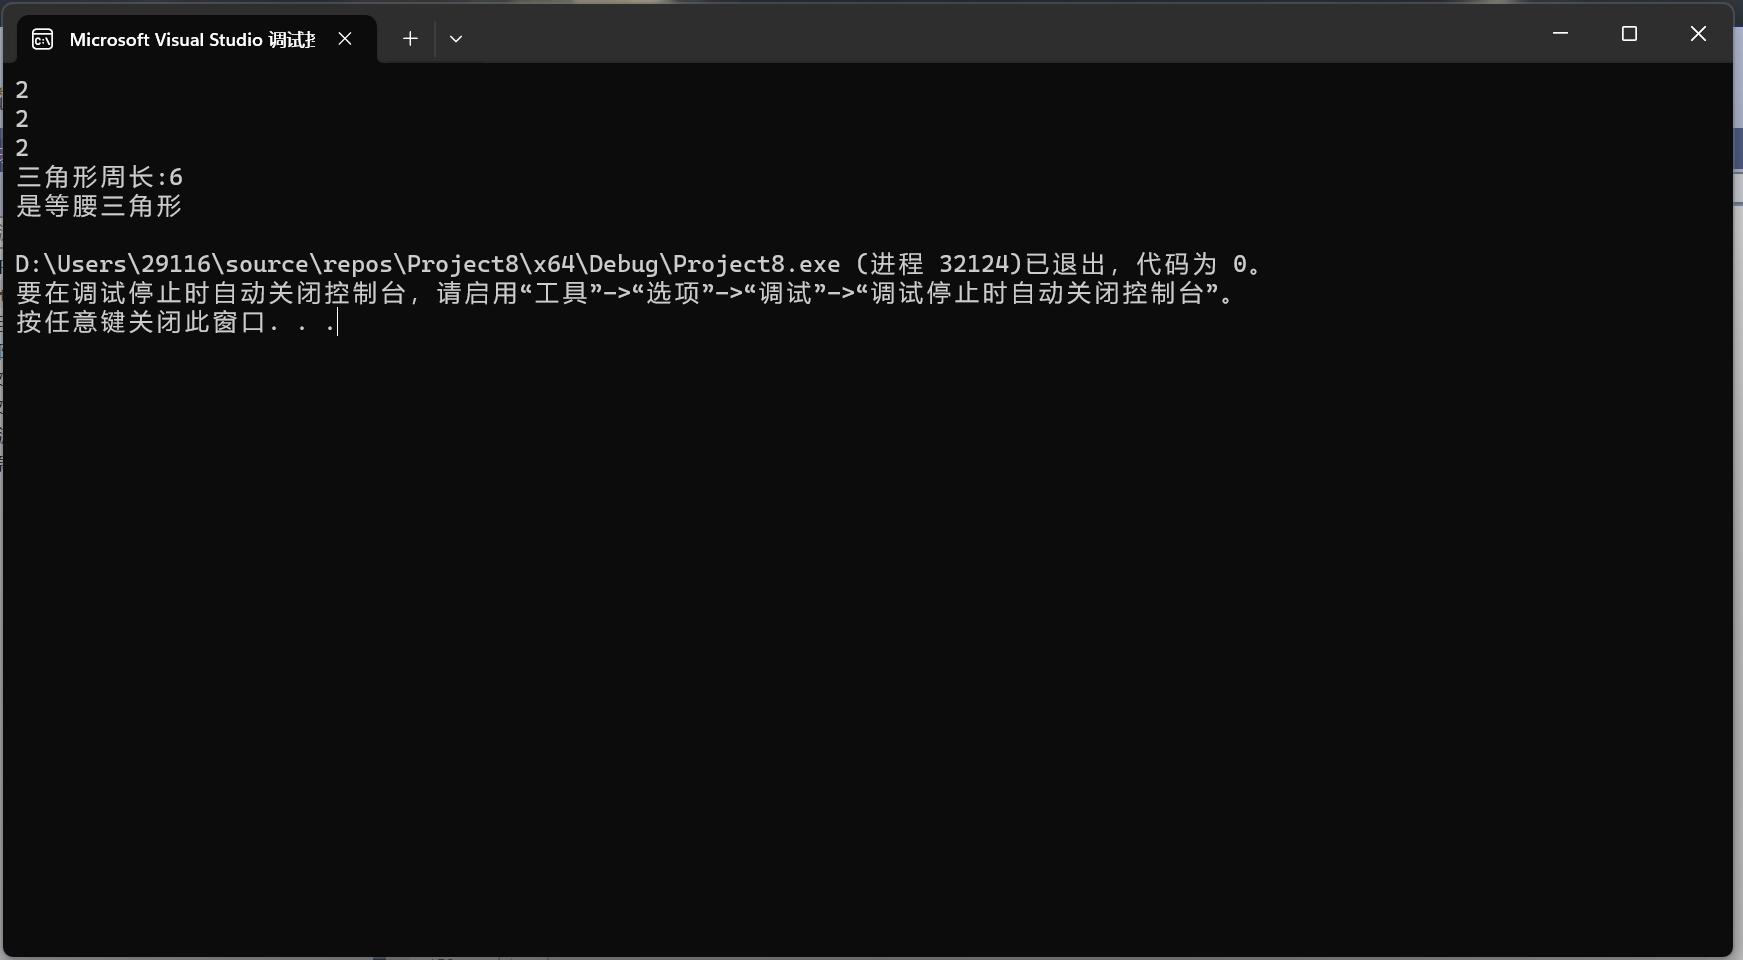 Microsoft Visual Studio 调试
2
2
2
三角形周长:6
是等腰三角形
D:\Users\29116\source\repos\Project8\x64\Debug\Project8.exe (进程 32124)已退出，代码为 0。
要在调试停止时自动关闭控制台，请启用“工具”->“选项”->“调试”->“调试停止时自动关闭控制台”。
按任意键关闭此窗口. . .